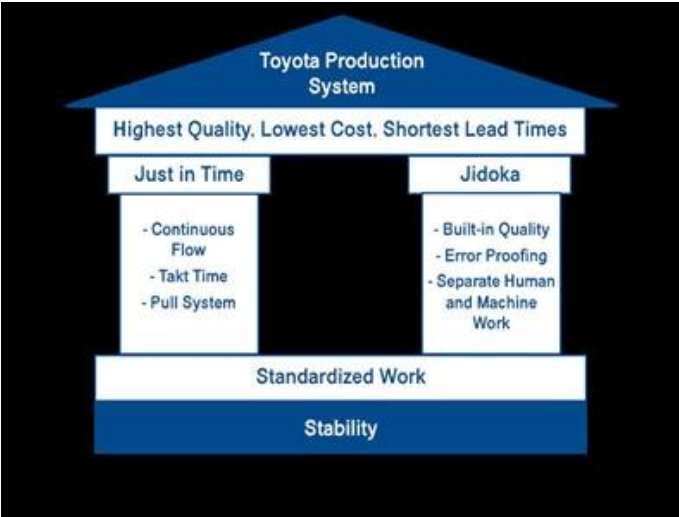 Toyota Production
System
Highest Quality, Lowest Cost, Shortest Lead Times
Just in Time
- Continuous
Flow
- Takt Time
- Pull System
Jidoka
- Built-in Quality
- Error Proofing
- Separate Human
and Machine
Work
Standardized Work
Stability